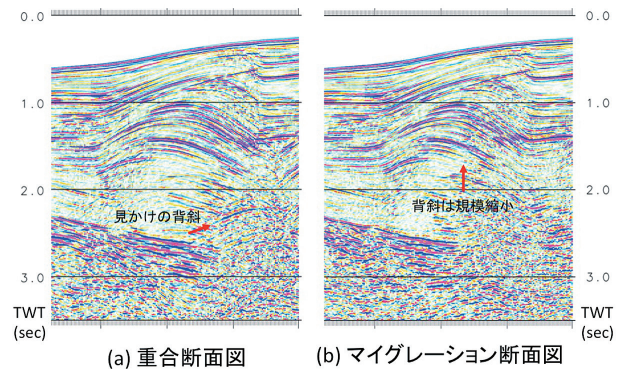 0.0
1.0
2.0
3.0
TWT
(sec)
見かけの背斜
(a) 重合断面図
背斜は規模縮小
(b) マイグレーション断面図
0.0
1.0
2.0
3.0
TWT
(sec)